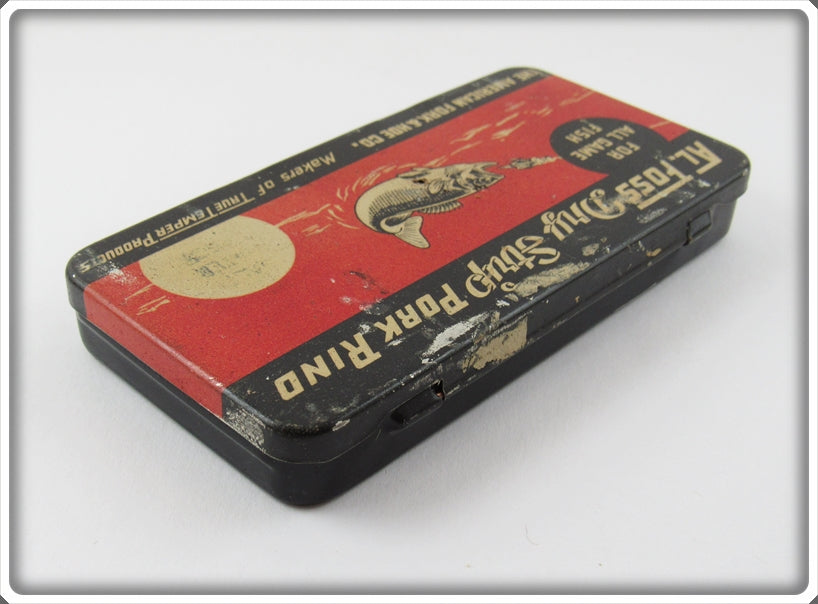 AL. FOSS Dry Strip PORK RIND
FOR
ALL GAME
FISH
MAKERS OF TRUE TEMPER PRODUCTS
THE AMERICAN FORK & HOE CO.